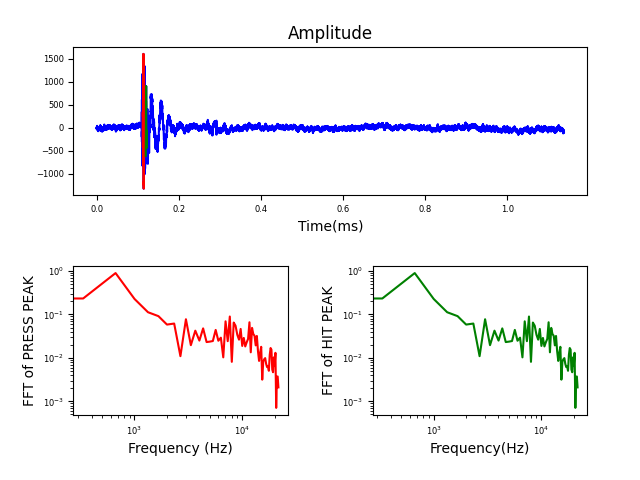 Amplitude
1500
1000
500
0
−500
−1000
0.0 0.2 0.4 0.6 0.8 1.0
Time(ms)
FFT of PRESS PEAK
10⁰
10⁻¹
10⁻²
10⁻³
10³ 10⁴
Frequency (Hz)
FFT of HIT PEAK
10⁰
10⁻¹
10⁻²
10⁻³
10³ 10⁴
Frequency(Hz)